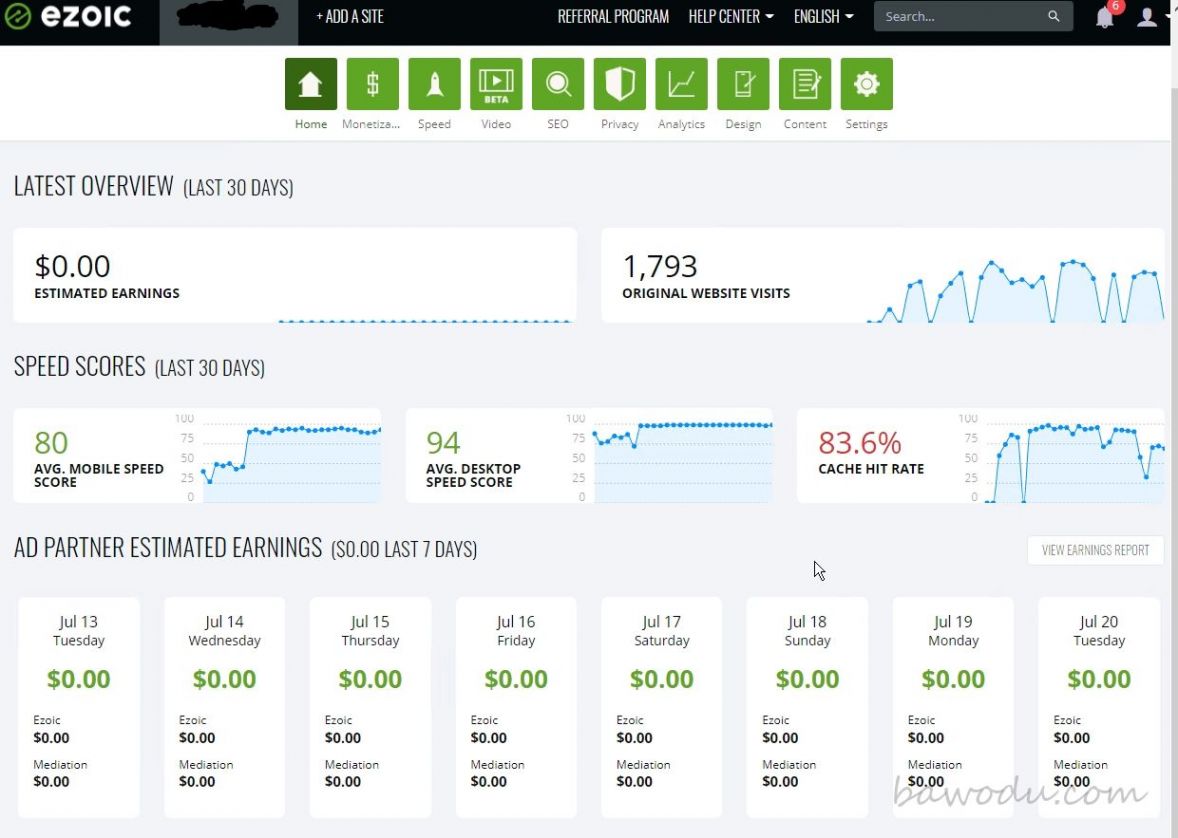 EZOIC
+ ADD A SITE
REFERRAL PROGRAM
HELP CENTER
ENGLISH
Search...
6
BETA
Home
Monetiza...
Speed
Video
SEO
Privacy
Analytics
Design
Content
Settings
LATEST OVERVIEW (LAST 30 DAYS)
$0.00
ESTIMATED EARNINGS
1,793
ORIGINAL WEBSITE VISITS
SPEED SCORES (LAST 30 DAYS)
80
AVG. MOBILE SPEED
SCORE
100
75
50
25
0
94
AVG. DESKTOP
SPEED SCORE
100
75
50
25
0
83.6%
CACHE HIT RATE
100
75
50
25
0
AD PARTNER ESTIMATED EARNINGS ($0.00 LAST 7 DAYS)
VIEW EARNINGS REPORT
Jul 13
Tuesday
$0.00
Ezoic
$0.00
Mediation
$0.00
Jul 14
Wednesday
$0.00
Ezoic
$0.00
Mediation
$0.00
Jul 15
Thursday
$0.00
Ezoic
$0.00
Mediation
$0.00
Jul 16
Friday
$0.00
Ezoic
$0.00
Mediation
$0.00
Jul 17
Saturday
$0.00
Ezoic
$0.00
Mediation
$0.00
Jul 18
Sunday
$0.00
Ezoic
$0.00
Mediation
$0.00
Jul 19
Monday
$0.00
Ezoic
$0.00
Mediation
$0.00
Jul 20
Tuesday
$0.00
Ezoic
$0.00
Mediation
$0.00
bawodu.com